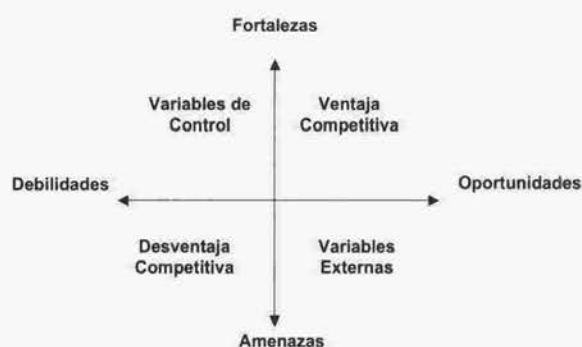 Fortalezas
Variables de
Control
Ventaja
Competitiva
Debilidades
Oportunidades
Desventaja
Competitiva
Variables
Externas
Amenazas